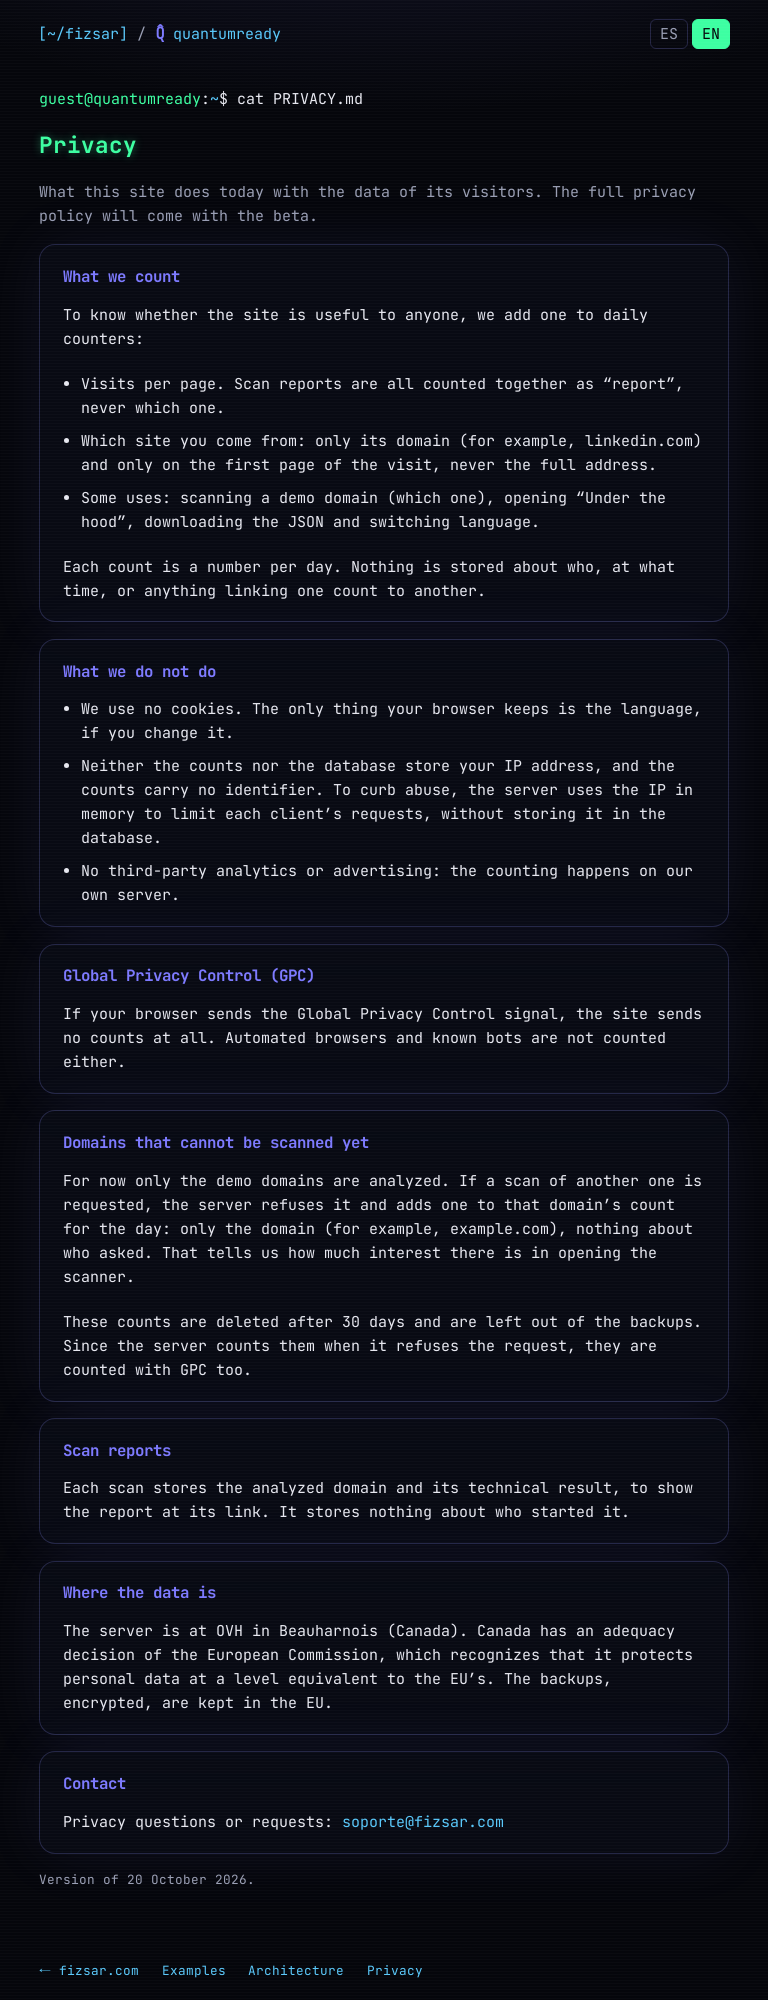 [~/fizsar] / Q̂ quantumready
ES EN
guest@quantumready:~$ cat PRIVACY.md
Privacy
What this site does today with the data of its visitors. The full privacy
policy will come with the beta.
What we count
To know whether the site is useful to anyone, we add one to daily
counters:
• Visits per page. Scan reports are all counted together as “report”,
never which one.
• Which site you come from: only its domain (for example, linkedin.com)
and only on the first page of the visit, never the full address.
• Some uses: scanning a demo domain (which one), opening “Under the
hood”, downloading the JSON and switching language.
Each count is a number per day. Nothing is stored about who, at what
time, or anything linking one count to another.
What we do not do
• We use no cookies. The only thing your browser keeps is the language,
if you change it.
• Neither the counts nor the database store your IP address, and the
counts carry no identifier. To curb abuse, the server uses the IP in
memory to limit each client’s requests, without storing it in the
database.
• No third-party analytics or advertising: the counting happens on our
own server.
Global Privacy Control (GPC)
If your browser sends the Global Privacy Control signal, the site sends
no counts at all. Automated browsers and known bots are not counted
either.
Domains that cannot be scanned yet
For now only the demo domains are analyzed. If a scan of another one is
requested, the server refuses it and adds one to that domain’s count
for the day: only the domain (for example, example.com), nothing about
who asked. That tells us how much interest there is in opening the
scanner.
These counts are deleted after 30 days and are left out of the backups.
Since the server counts them when it refuses the request, they are
counted with GPC too.
Scan reports
Each scan stores the analyzed domain and its technical result, to show
the report at its link. It stores nothing about who started it.
Where the data is
The server is at OVH in Beauharnois (Canada). Canada has an adequacy
decision of the European Commission, which recognizes that it protects
personal data at a level equivalent to the EU’s. The backups,
encrypted, are kept in the EU.
Contact
Privacy questions or requests: soporte@fizsar.com
Version of 20 October 2026.
← fizsar.com Examples Architecture Privacy